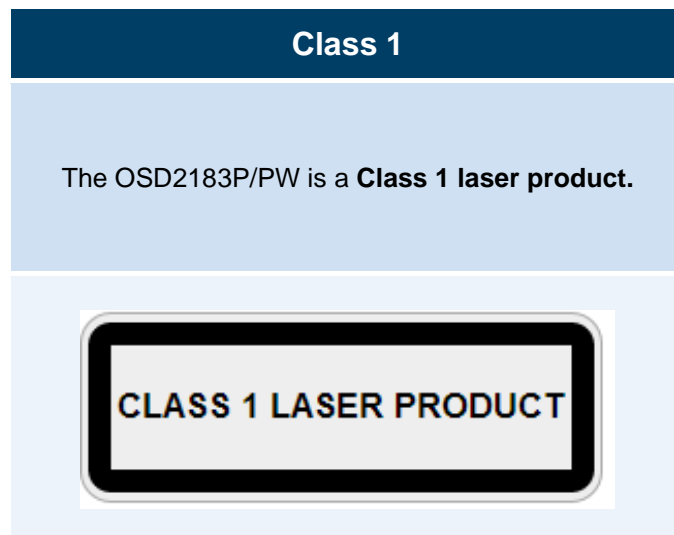 Class 1
The OSD2183P/PW is a Class 1 laser product.
CLASS 1 LASER PRODUCT